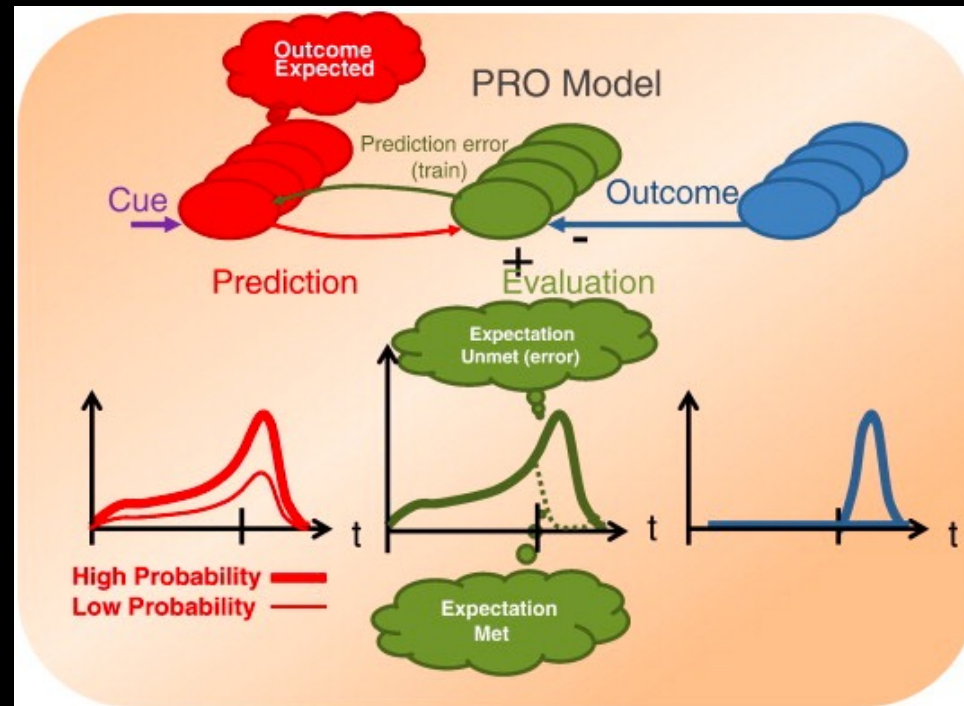 Outcome
Expected
PRO Model
Prediction error
(train)
Cue
Outcome
-
+
Prediction
Evaluation
Expectation
Unmet (error)
t
t
t
High Probability
Low Probability
Expectation
Met